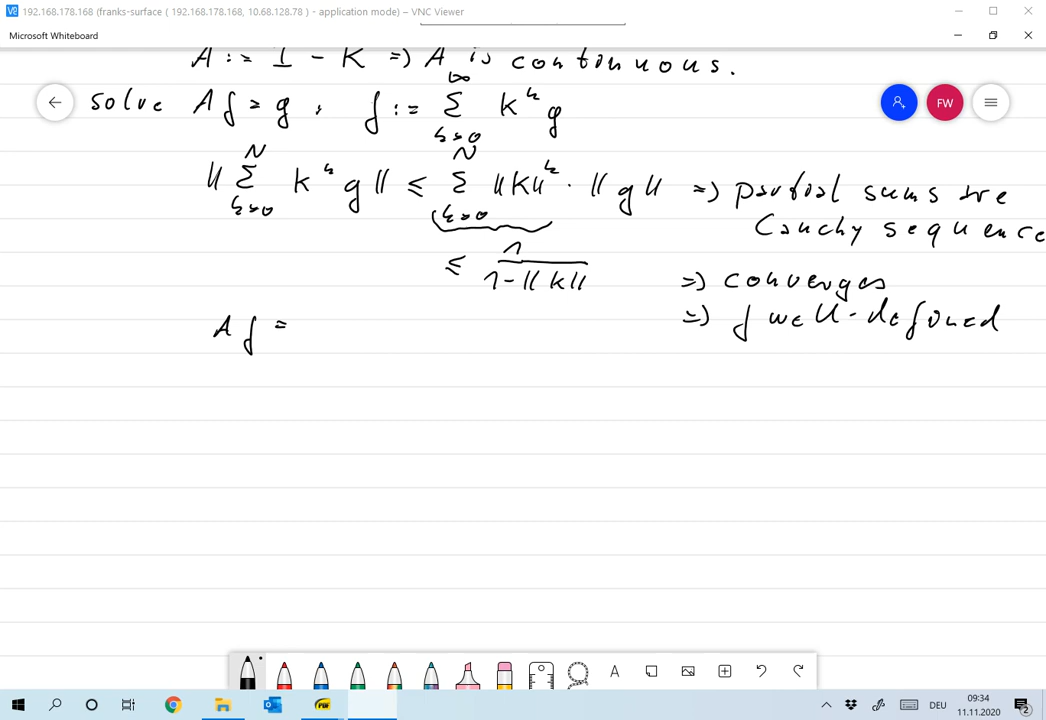 192.168.178.168 (franks-surface ( 192.168.178.168, 10.68.128.78 ) - application mode) – VNC Viewer
Microsoft Whiteboard
A := I - K => A is continuous.
solve Af = g, f := ∑_{k=0}^{∞} K^k g
‖∑_{k=0}^{N} K^k g‖ ≤ ∑_{k=0}^{N} ‖K‖^k · ‖g‖ => partial sums are
Cauchy sequence
≤ 1/(1-‖K‖) => converges
=> f well-defined
Af =
FW
A
DEU
09:34
11.11.2020
2